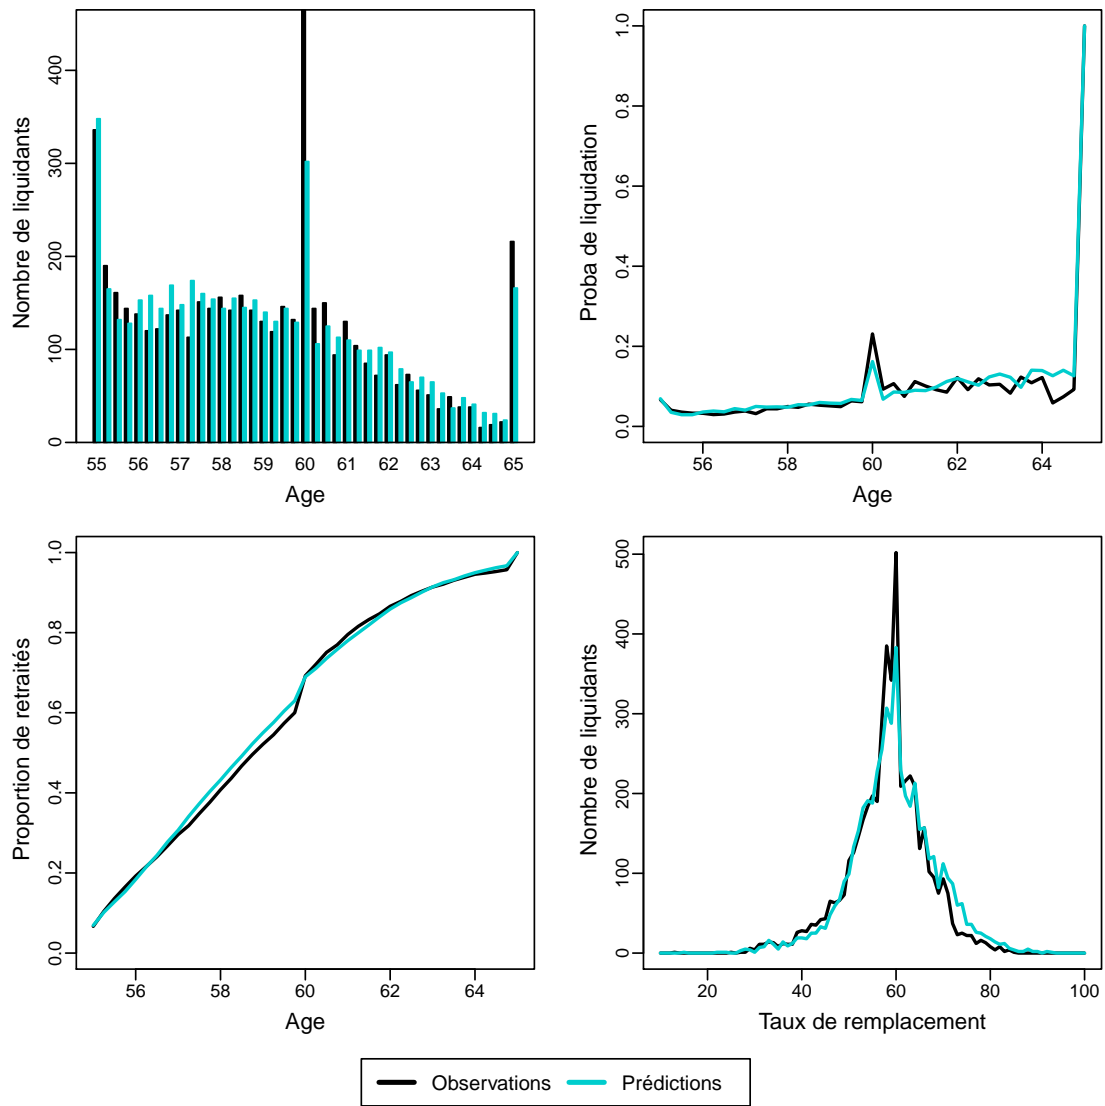 Nombre de liquidants
0 100 200 300 400
55 56 57 58 59 60 61 62 63 64 65
Age
Proba de liquidation
0.0 0.2 0.4 0.6 0.8 1.0
56 58 60 62 64
Age
Proportion de retraités
0.0 0.2 0.4 0.6 0.8 1.0
56 58 60 62 64
Age
Nombre de liquidants
0 100 200 300 400 500
20 40 60 80 100
Taux de remplacement
Observations Prédictions